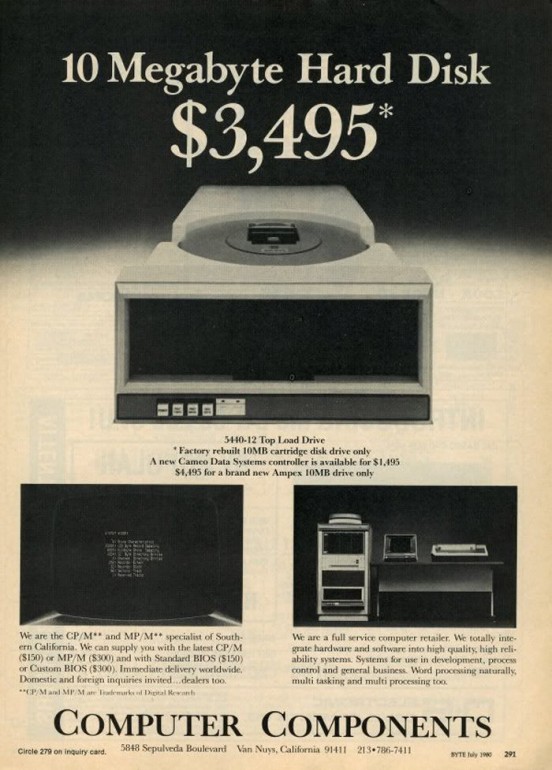 10 Megabyte Hard Disk
$3,495*
5440-12 Top Load Drive
* Factory rebuilt 10MB cartridge disk drive only
A new Cameo Data Systems controller is available for $1,495
$4,495 for a brand new Ampex 10MB drive only
We are the CP/M** and MP/M** specialist of South-
ern California. We can supply you with the latest CP/M
($150) or MP/M ($300) and with Standard BIOS ($150)
or Custom BIOS ($300). Immediate delivery worldwide.
Domestic and foreign inquiries invited...dealers too.
**CP/M and MP/M are Trademarks of Digital Research
We are a full service computer retailer. We totally inte-
grate hardware and software into high quality, high reli-
ability systems. Systems for use in development, process
control and general business. Word processing naturally,
multi tasking and multi processing too.
COMPUTER COMPONENTS
5848 Sepulveda Boulevard Van Nuys, California 91411 213•786-7411
Circle 279 on inquiry card.
BYTE July 1980 291